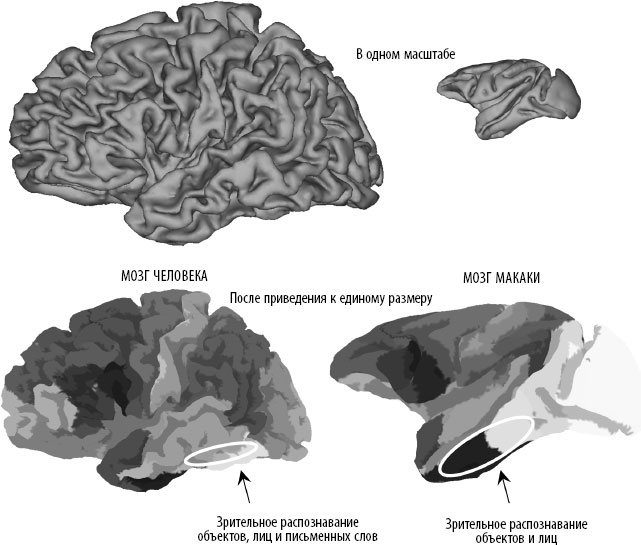 В одном масштабе
МОЗГ ЧЕЛОВЕКА
МОЗГ МАКАКИ
После приведения к единому размеру
Зрительное распознавание
объектов, лиц и письменных слов
Зрительное распознавание
объектов и лиц